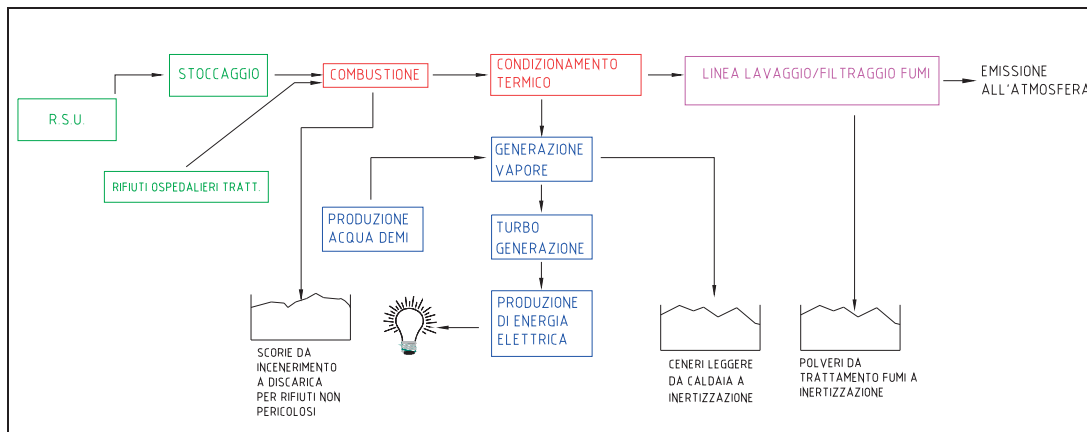 STOCCAGGIO
COMBUSTIONE
CONDIZIONAMENTO
TERMICO
LINEA LAVAGGIO/FILTRAGGIO FUMI
EMISSIONE
ALL'ATMOSFERA
R.S.U.
RIFIUTI OSPEDALIERI TRATT.
GENERAZIONE
VAPORE
PRODUZIONE
ACQUA DEMI
TURBO
GENERAZIONE
PRODUZIONE
DI ENERGIA
ELETTRICA
SCORIE DA
INCENERIMENTO
A DISCARICA
PER RIFIUTI NON
PERICOLOSI
CENERI LEGGERE
DA CALDAIA A
INERTIZZAZIONE
POLVERI DA
TRATTAMENTO FUMI A
INERTIZZAZIONE